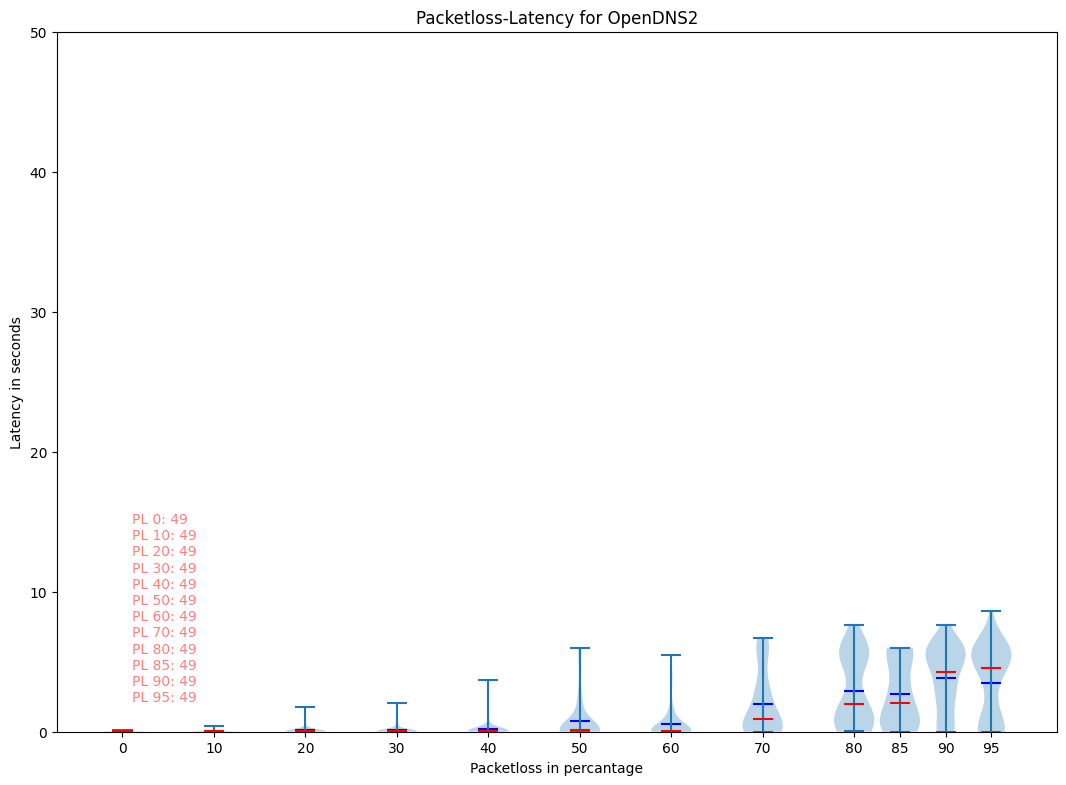 Packetloss-Latency for OpenDNS2
50
40
30
20
10
0
Latency in seconds
PL 0: 49
PL 10: 49
PL 20: 49
PL 30: 49
PL 40: 49
PL 50: 49
PL 60: 49
PL 70: 49
PL 80: 49
PL 85: 49
PL 90: 49
PL 95: 49
0 10 20 30 40 50 60 70 80 85 90 95
Packetloss in percantage